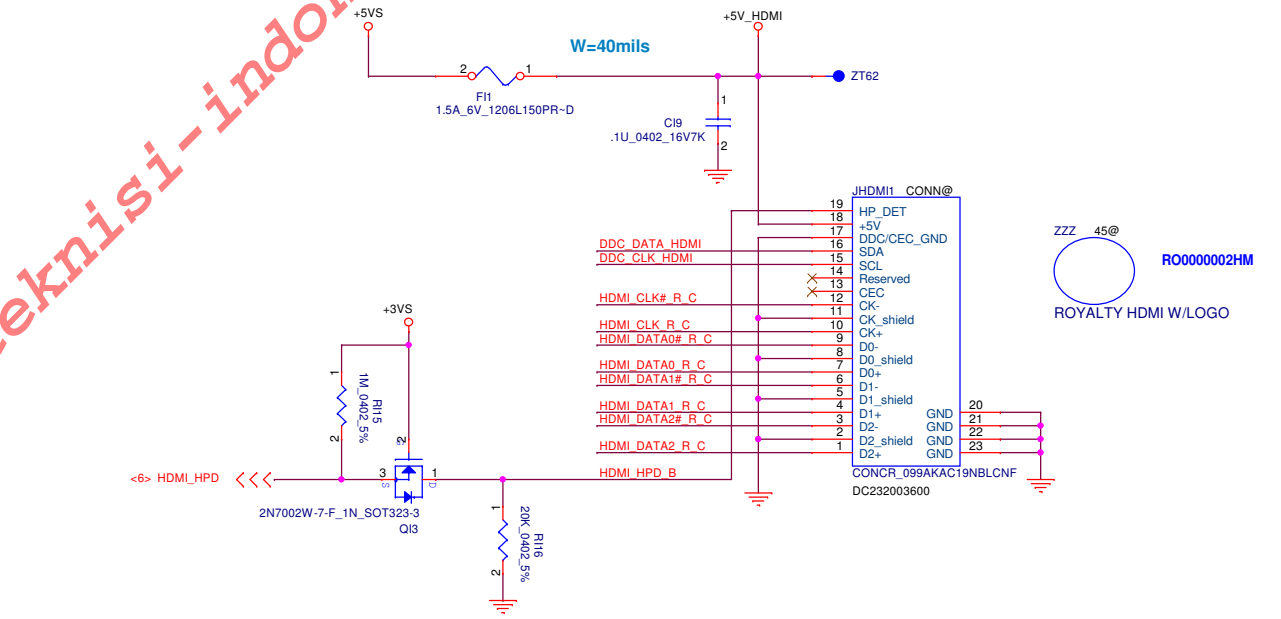 teknisi-indon
+5VS
+5V_HDMI
W=40mils
2
1
ZT62
FI1
1.5A_6V_1206L150PR~D
1
CI9
.1U_0402_16V7K
2
JHDMI1 CONN@
19 HP_DET
18 +5V
17 DDC/CEC_GND
DDC_DATA_HDMI 16 SDA
DDC_CLK_HDMI 15 SCL
14 Reserved
13 CEC
HDMI_CLK#_R_C 12 CK-
11 CK_shield
HDMI_CLK_R_C 10 CK+
HDMI_DATA0#_R_C 9 D0-
8 D0_shield
HDMI_DATA0_R_C 7 D0+
HDMI_DATA1#_R_C 6 D1-
5 D1_shield
HDMI_DATA1_R_C 4 D1+ GND 20
HDMI_DATA2#_R_C 3 D2- GND 21
2 D2_shield GND 22
HDMI_DATA2_R_C 1 D2+ GND 23
CONCR_099AKAC19NBLCNF
DC232003600
ZZZ 45@
RO0000002HM
ROYALTY HDMI W/LOGO
+3VS
1
RI15
1M_0402_5%
2
2
G
<6> HDMI_HPD
3
S
1
D
HDMI_HPD_B
2N7002W-7-F_1N_SOT323-3
QI3
1
RI16
20K_0402_5%
2